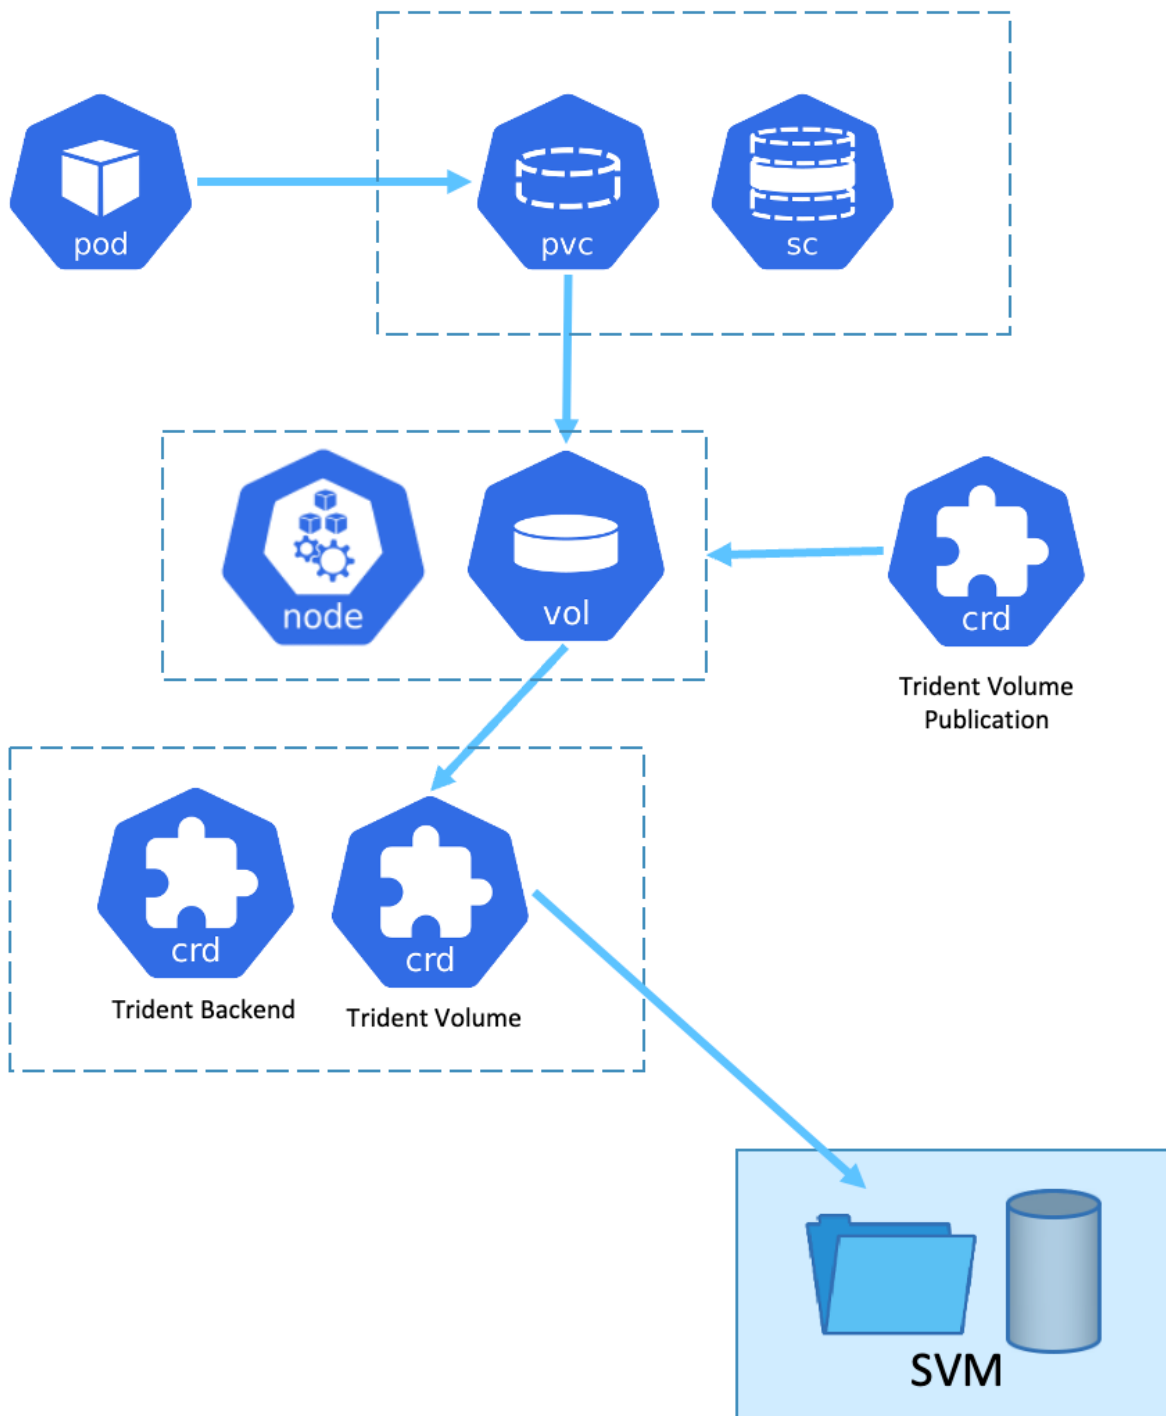 pod
pvc
sc
node
vol
crd
Trident Volume
Publication
crd
Trident Backend
crd
Trident Volume
SVM